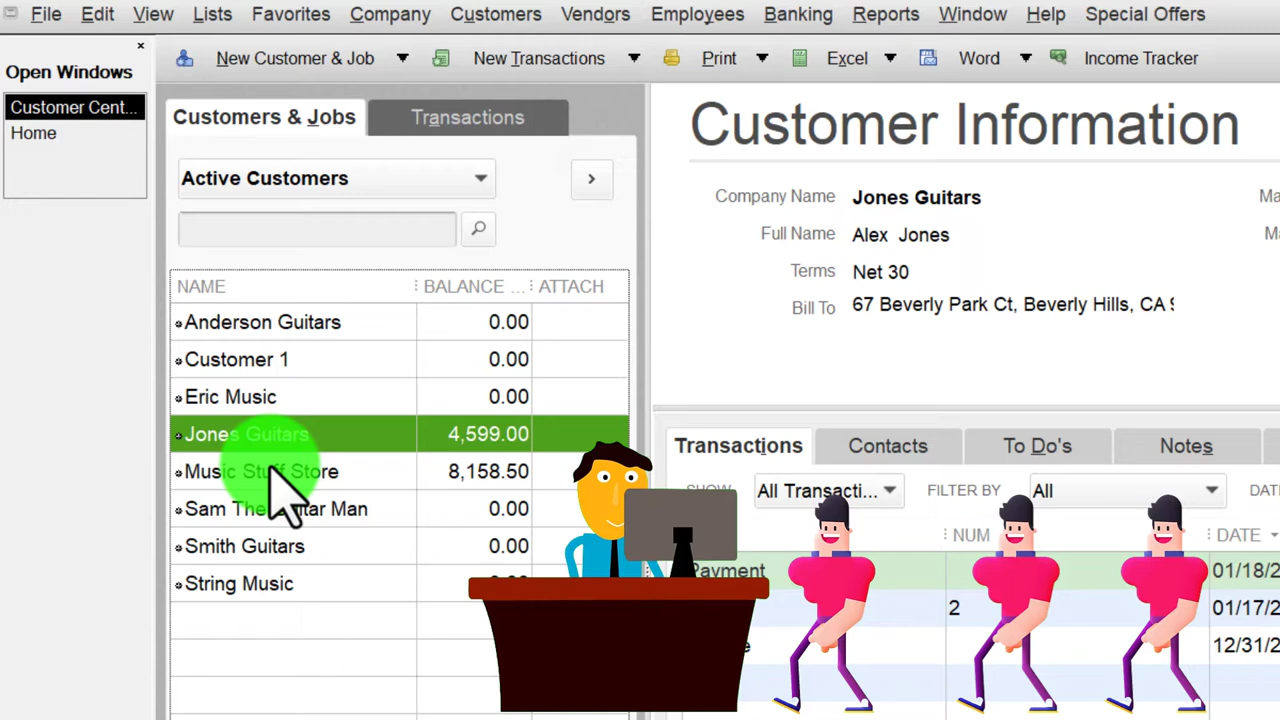 File Edit View Lists Favorites Company Customers Vendors Employees Banking Reports Window Help Special Offers
New Customer & Job New Transactions Print Excel Word Income Tracker
Open Windows
Customer Cent...
Home
Customers & Jobs Transactions
Active Customers
NAME BALANCE ... ATTACH
Anderson Guitars 0.00
Customer 1 0.00
Eric Music 0.00
Jones Guitars 4,599.00
Music Stuff Store 8,158.50
Sam The Guitar Man 0.00
Smith Guitars 0.00
String Music 0.00
Customer Information
Company Name Jones Guitars
Full Name Alex Jones
Terms Net 30
Bill To 67 Beverly Park Ct, Beverly Hills, CA
Transactions Contacts To Do's Notes
SHOW All Transacti... FILTER BY All
NUM DATE
Payment 01/18/2
2 01/17/2
12/31/2